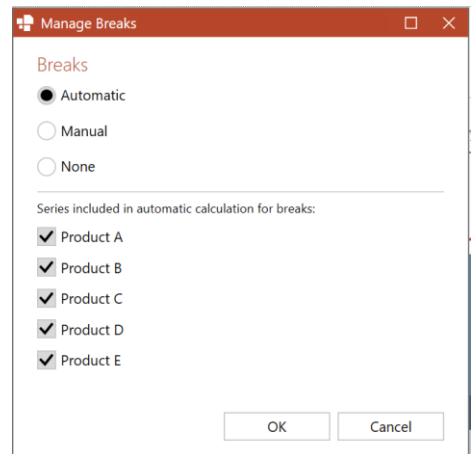 Manage Breaks
Breaks
Automatic
Manual
None
Series included in automatic calculation for breaks:
Product A
Product B
Product C
Product D
Product E
OK
Cancel